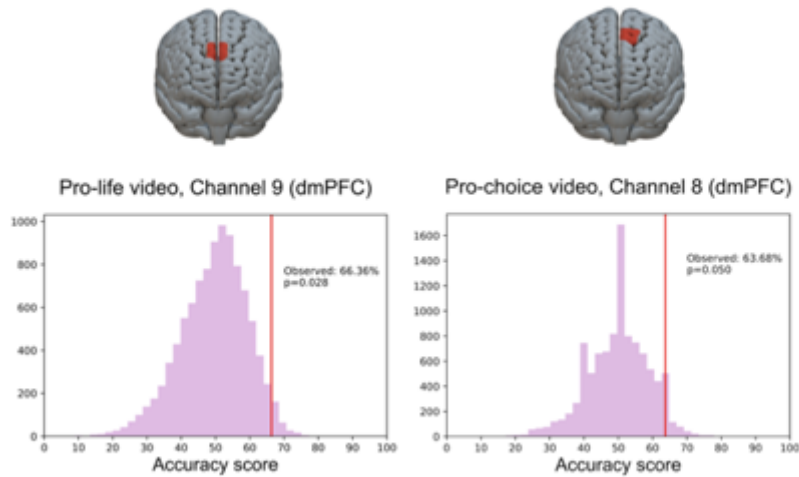 Pro-life video, Channel 9 (dmPFC)
1000
800
600
400
200
0
Observed: 66.36%
p=0.028
0 10 20 30 40 50 60 70 80 90 100
Accuracy score
Pro-choice video, Channel 8 (dmPFC)
1600
1400
1200
1000
800
600
400
200
0
Observed: 63.68%
p=0.050
0 10 20 30 40 50 60 70 80 90 100
Accuracy score